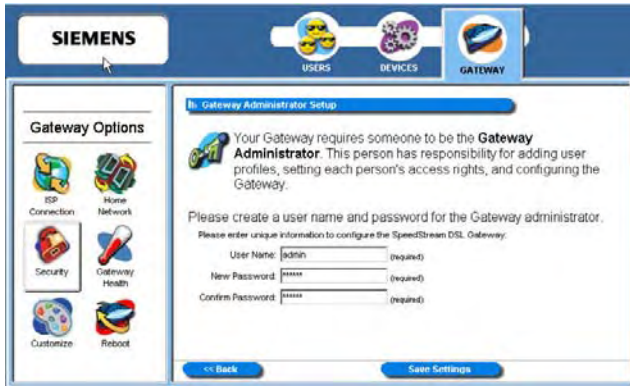 SIEMENS
USERS
DEVICES
GATEWAY
Gateway Options
ISP
Connection
Home
Network
Security
Gateway
Health
Customize
Reboot
Gateway Administrator Setup
Your Gateway requires someone to be the Gateway
Administrator. This person has responsibility for adding user
profiles, setting each person's access rights, and configuring the
Gateway.
Please create a user name and password for the Gateway administrator.
Please enter unique information to configure the SpeedStream DSL Gateway.
User Name: admin (required)
New Password: ****** (required)
Confirm Password: ****** (required)
<< Back
Save Settings